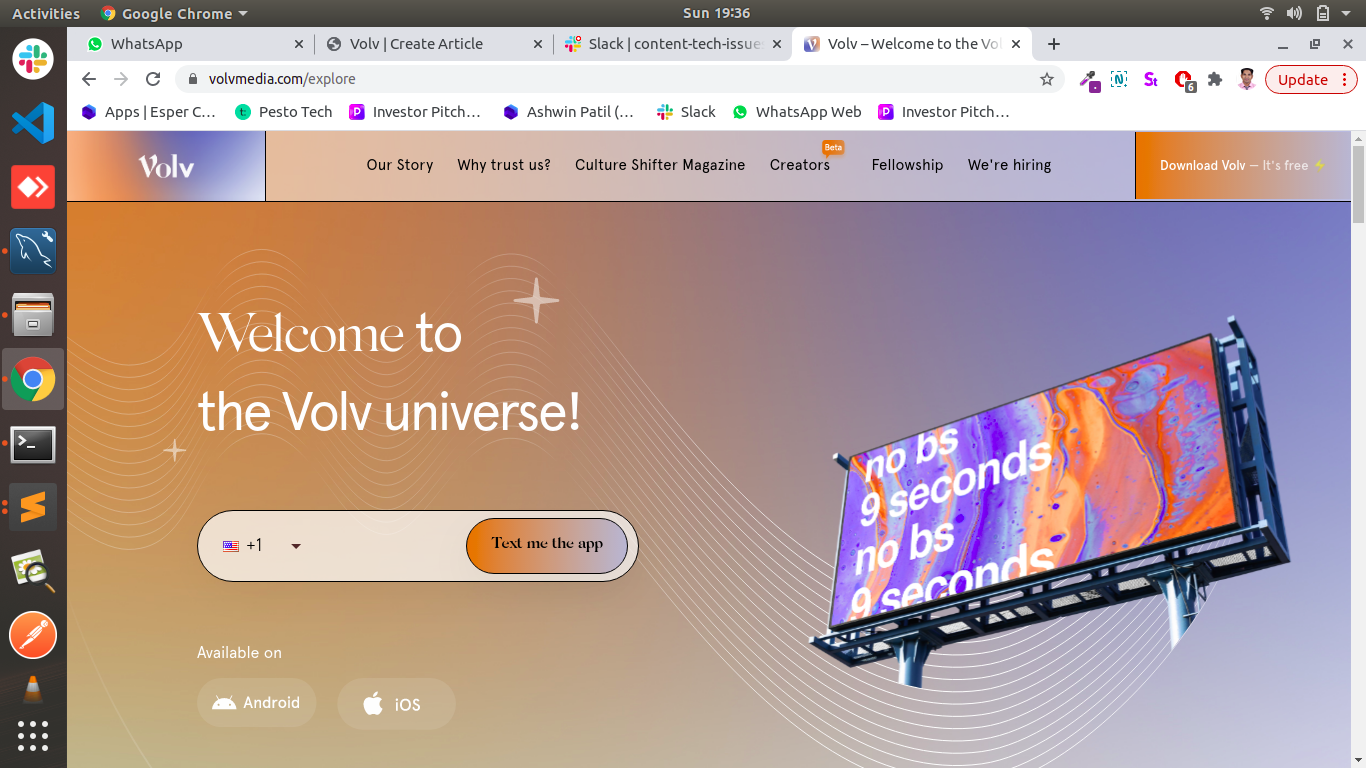 Activities
Google Chrome
Sun 19:36
WhatsApp
Volv | Create Article
Slack | content-tech-issues
Volv – Welcome to the Vol
volvmedia.com/explore
St
6
Update
Apps | Esper C...
Pesto Tech
Investor Pitch...
Ashwin Patil (...
Slack
WhatsApp Web
Investor Pitch...
Volv
Our Story
Why trust us?
Culture Shifter Magazine
Creators
Beta
Fellowship
We're hiring
Download Volv — It's free ⚡
Welcome to
the Volv universe!
+1
Text me the app
Available on
Android
iOS
no bs
9 seconds
no bs
9 seconds